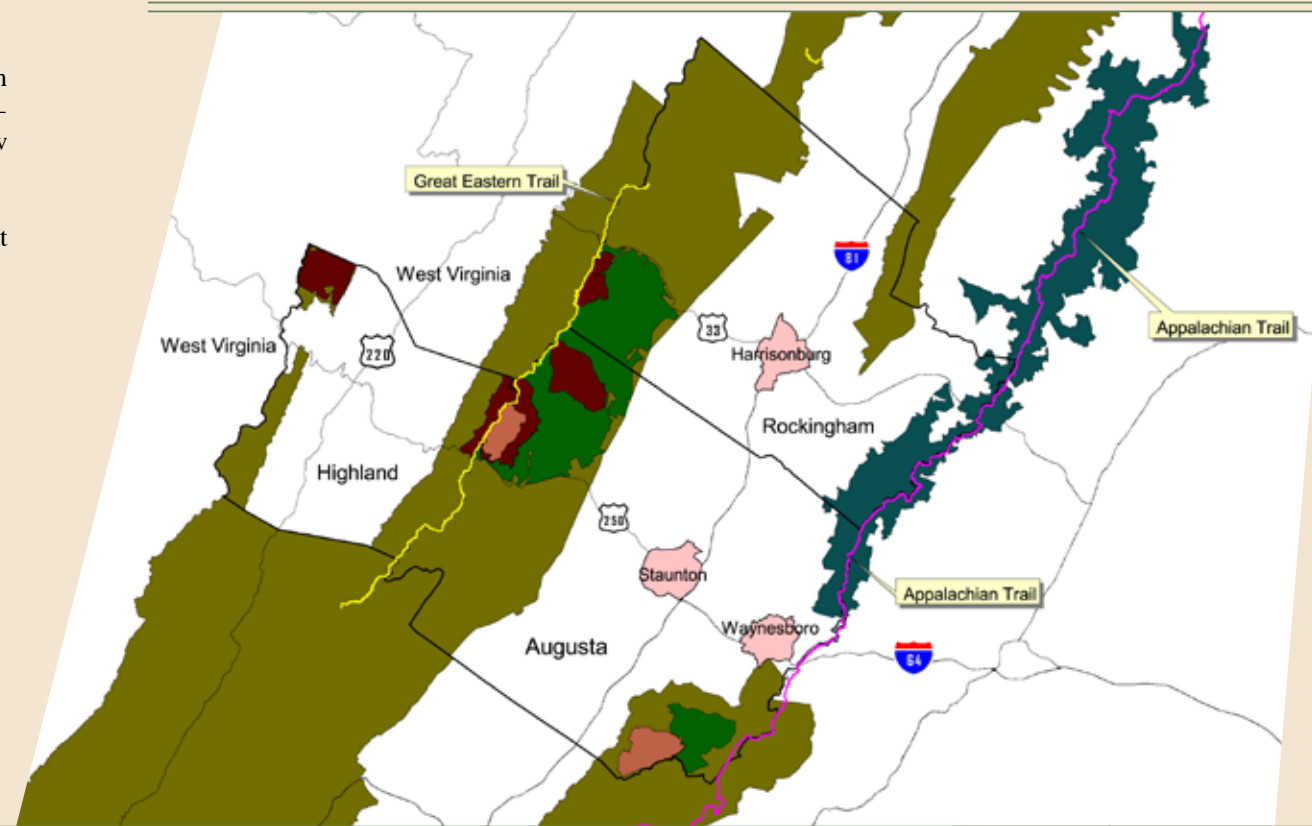 n
–
v
t
Great Eastern Trail
West Virginia
81
Appalachian Trail
33
West Virginia
220
Harrisonburg
Rockingham
Highland
250
Staunton
Appalachian Trail
Waynesboro
Augusta
64